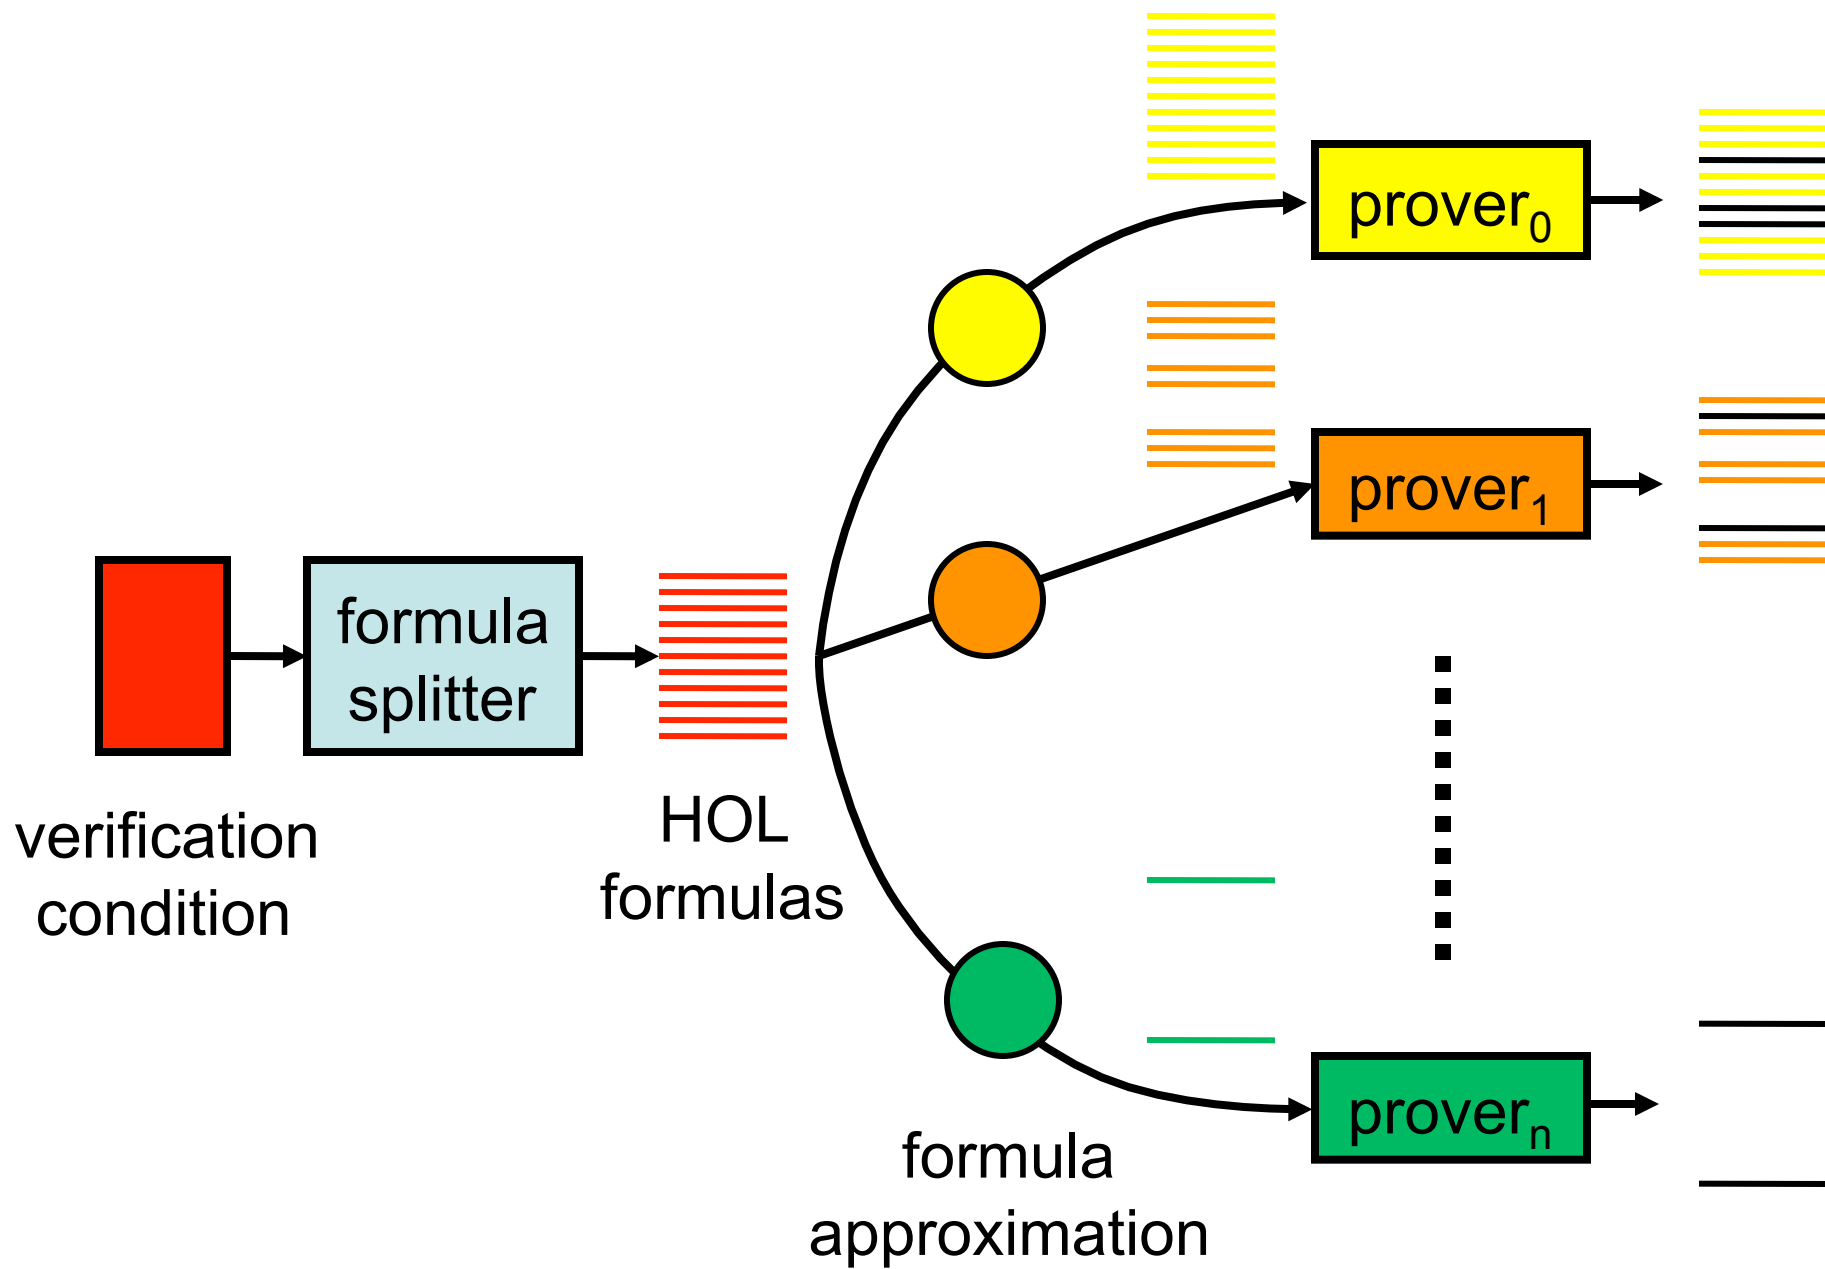 verification
condition
formula
splitter
HOL
formulas
formula
approximation
prover₀
prover₁
proverₙ